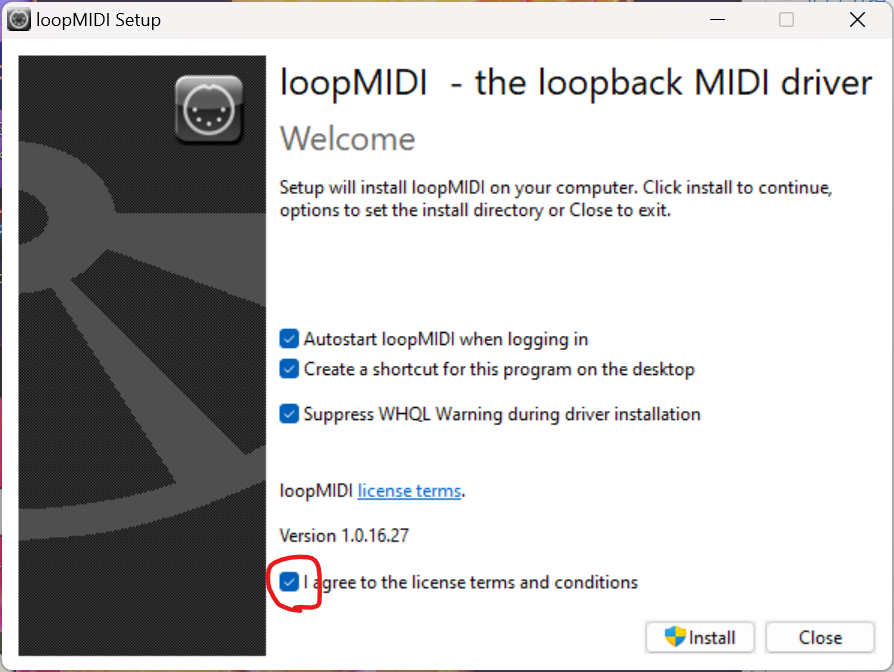 loopMIDI Setup
loopMIDI - the loopback MIDI driver
Welcome
Setup will install loopMIDI on your computer. Click install to continue,
options to set the install directory or Close to exit.
Autostart loopMIDI when logging in
Create a shortcut for this program on the desktop
Suppress WHQL Warning during driver installation
loopMIDI license terms.
Version 1.0.16.27
I agree to the license terms and conditions
Install
Close